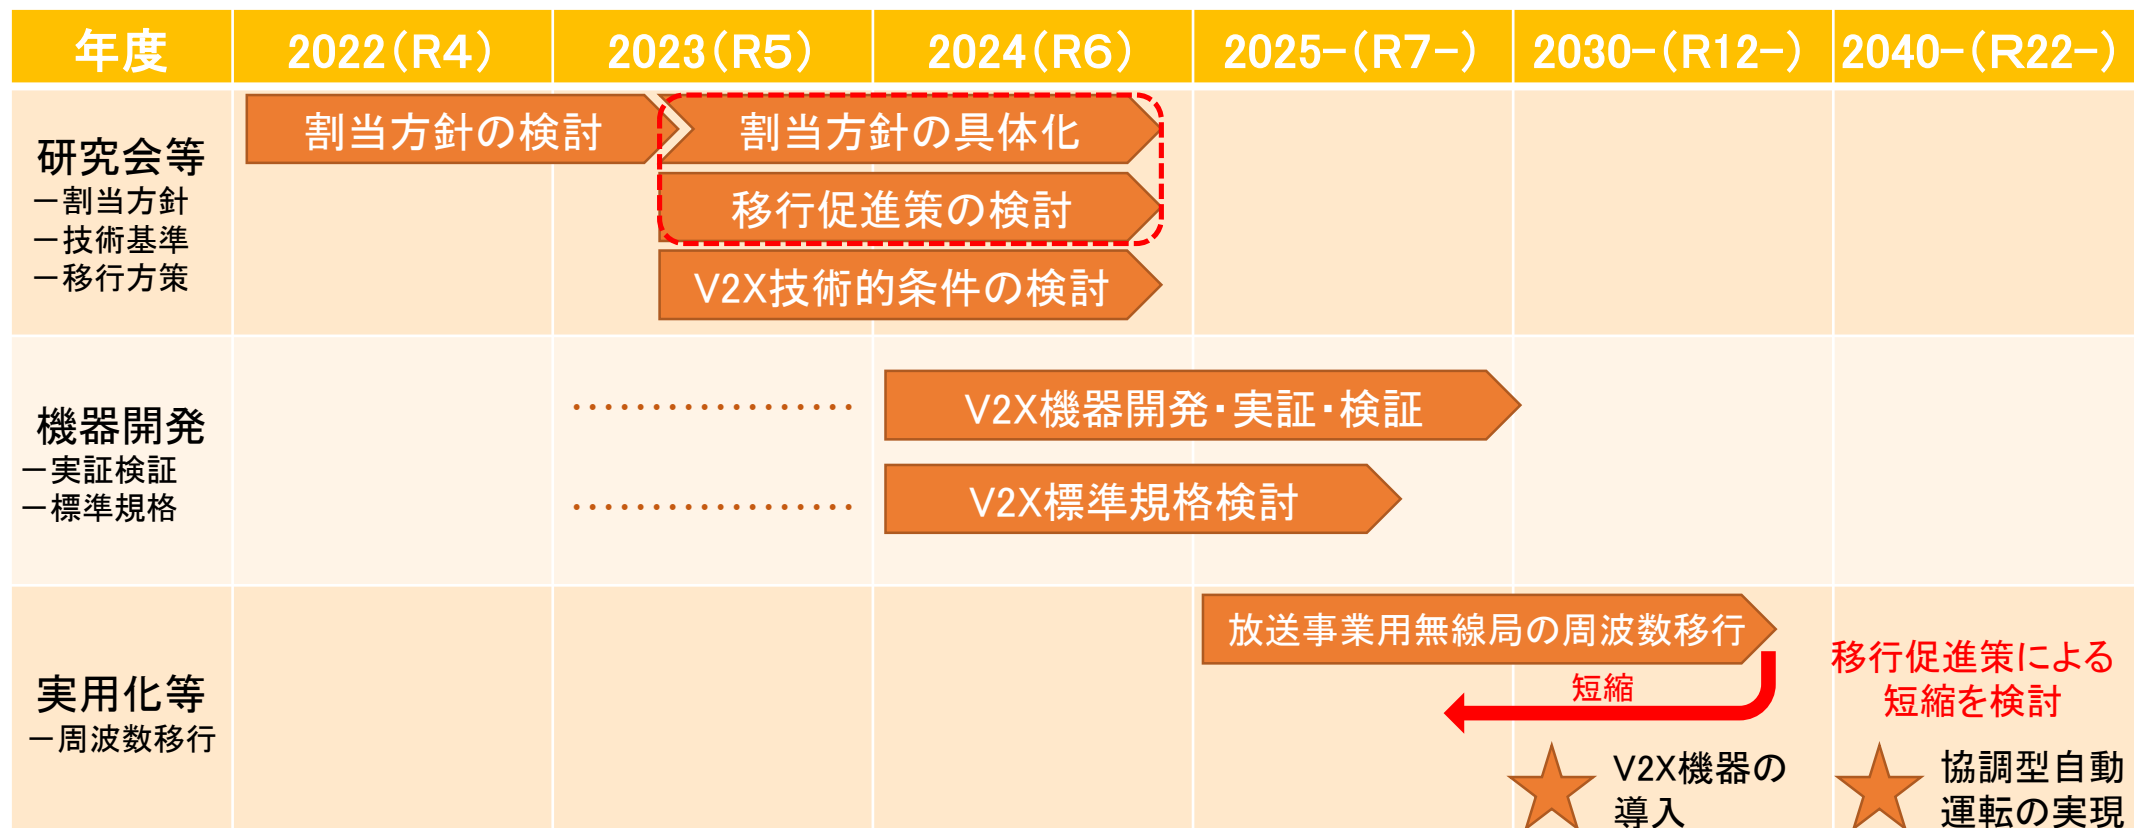 年度
2022(R4)
2023(R5)
2024(R6)
2025-(R7-)
2030-(R12-)
2040-(R22-)
研究会等
－割当方針
－技術基準
－移行方策
割当方針の検討
割当方針の具体化
移行促進策の検討
V2X技術的条件の検討
機器開発
－実証検証
－標準規格
V2X機器開発・実証・検証
V2X標準規格検討
実用化等
－周波数移行
放送事業用無線局の周波数移行
短縮
移行促進策による
短縮を検討
V2X機器の
導入
協調型自動
運転の実現